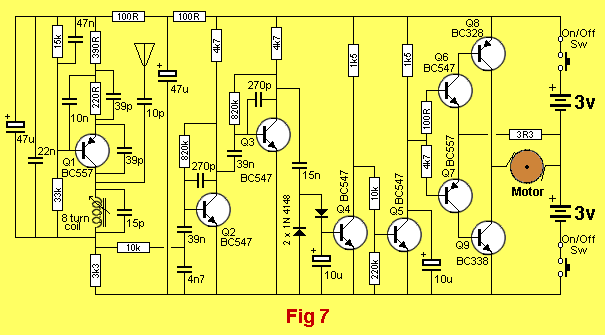 47n
100R
100R
Q8
BC328
On/Off
Sw
15k
390R
4k7
4k7
1k5
1k5
Q6
BC547
3v
10n
220R
39p
10p
47u
820k
270p
Q3
39n
BC547
100R
BC557
3R3
47u
22n
Q1
BC557
39p
820k
270p
15n
4k7
Q7
Motor
33k
8 turn
coil
15p
39n
Q2
BC547
2 x 1N 4148
BC547
Q4
10k
BC547
Q5
3v
On/Off
Sw
10k
3k3
4n7
10u
220k
10u
Q9
BC338
Fig 7